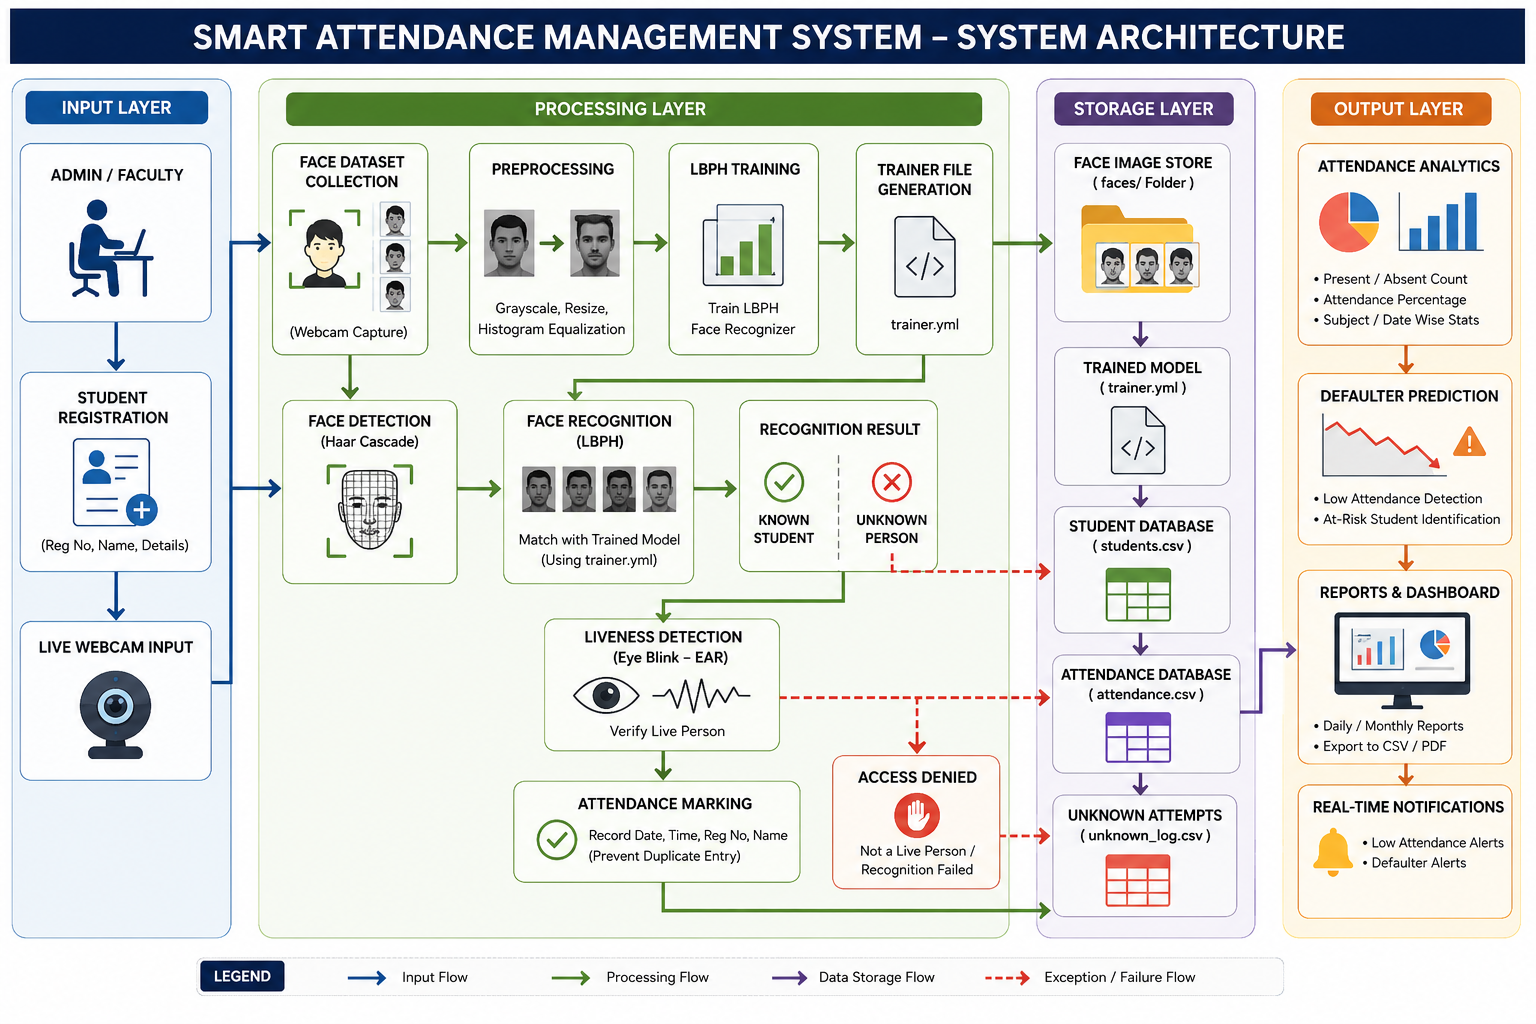 SMART ATTENDANCE MANAGEMENT SYSTEM – SYSTEM ARCHITECTURE
INPUT LAYER
ADMIN / FACULTY
STUDENT
REGISTRATION
(Reg No, Name, Details)
LIVE WEBCAM INPUT
PROCESSING LAYER
FACE DATASET
COLLECTION
(Webcam Capture)
PREPROCESSING
Grayscale, Resize,
Histogram Equalization
LBPH TRAINING
Train LBPH
Face Recognizer
TRAINER FILE
GENERATION
</>
trainer.yml
FACE DETECTION
(Haar Cascade)
FACE RECOGNITION
(LBPH)
Match with Trained Model
(Using trainer.yml)
RECOGNITION RESULT
KNOWN
STUDENT
UNKNOWN
PERSON
LIVENESS DETECTION
(Eye Blink – EAR)
Verify Live Person
ATTENDANCE MARKING
Record Date, Time, Reg No, Name
(Prevent Duplicate Entry)
ACCESS DENIED
Not a Live Person /
Recognition Failed
STORAGE LAYER
FACE IMAGE STORE
( faces/ Folder )
TRAINED MODEL
( trainer.yml )
</>
STUDENT DATABASE
( students.csv )
ATTENDANCE DATABASE
( attendance.csv )
UNKNOWN ATTEMPTS
( unknown_log.csv )
OUTPUT LAYER
ATTENDANCE ANALYTICS
• Present / Absent Count
• Attendance Percentage
• Subject / Date Wise Stats
DEFAULTER PREDICTION
• Low Attendance Detection
• At-Risk Student Identification
REPORTS & DASHBOARD
• Daily / Monthly Reports
• Export to CSV / PDF
REAL-TIME NOTIFICATIONS
• Low Attendance Alerts
• Defaulter Alerts
LEGEND
Input Flow
Processing Flow
Data Storage Flow
Exception / Failure Flow